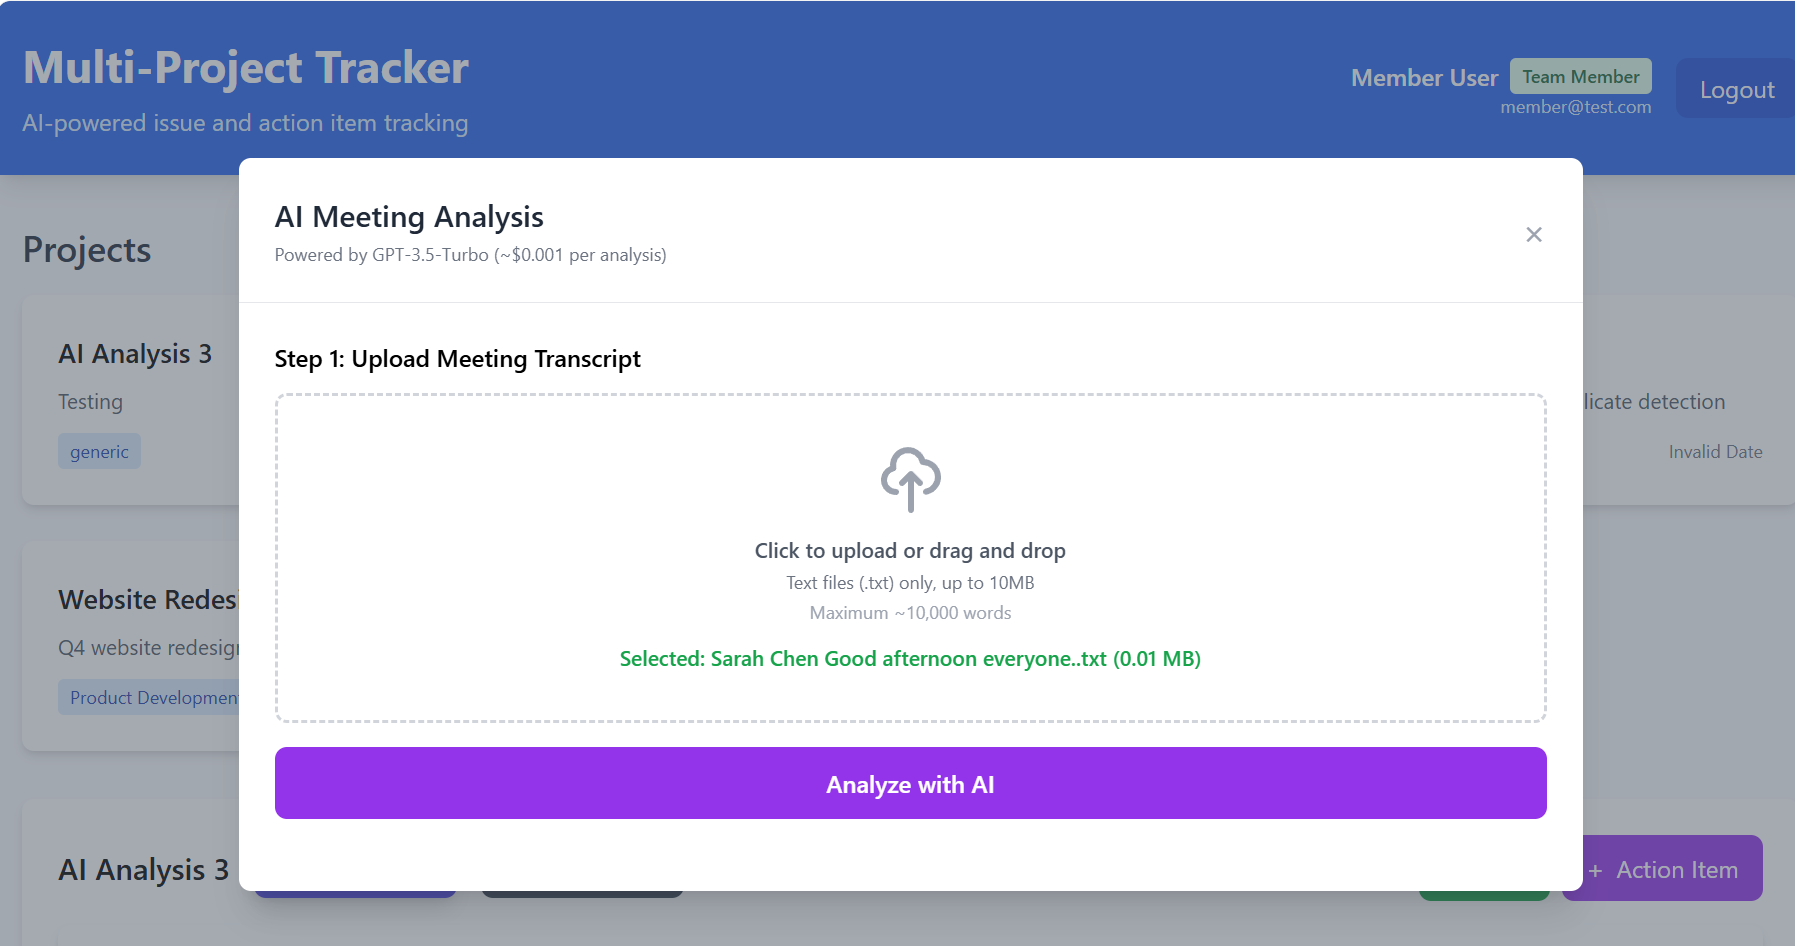 Multi-Project Tracker
AI-powered issue and action item tracking
Member User
Team Member
member@test.com
Logout
Projects
AI Analysis 3
Testing
generic
licate detection
Invalid Date
Website Redesi
Q4 website redesign
Product Development
AI Analysis 3
+ Action Item
AI Meeting Analysis
Powered by GPT-3.5-Turbo (~$0.001 per analysis)
×
Step 1: Upload Meeting Transcript
Click to upload or drag and drop
Text files (.txt) only, up to 10MB
Maximum ~10,000 words
Selected: Sarah Chen Good afternoon everyone..txt (0.01 MB)
Analyze with AI